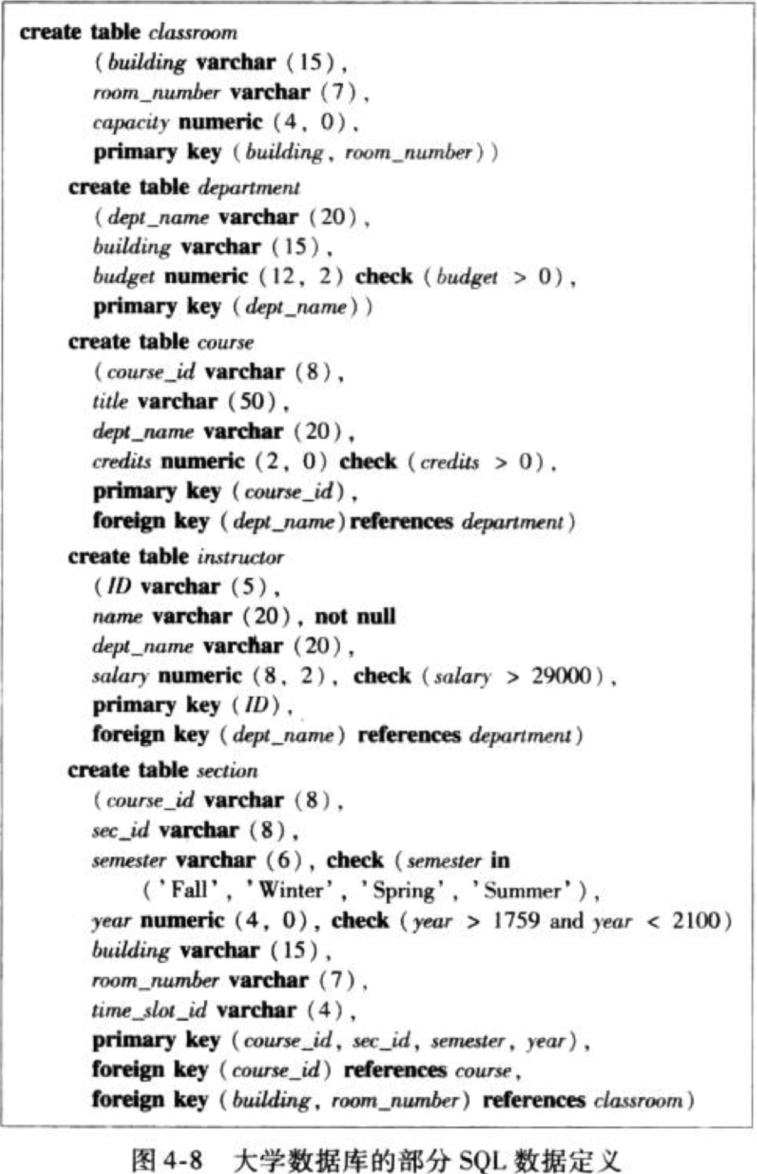 create table classroom
(building varchar (15),
room_number varchar (7),
capacity numeric (4, 0),
primary key (building, room_number))
create table department
(dept_name varchar (20),
building varchar (15),
budget numeric (12, 2) check (budget > 0),
primary key (dept_name))
create table course
(course_id varchar (8),
title varchar (50),
dept_name varchar (20),
credits numeric (2, 0) check (credits > 0),
primary key (course_id),
foreign key (dept_name)references department)
create table instructor
(ID varchar (5),
name varchar (20), not null
dept_name varchar (20),
salary numeric (8, 2), check (salary > 29000),
primary key (ID),
foreign key (dept_name) references department)
create table section
(course_id varchar (8),
sec_id varchar (8),
semester varchar (6), check (semester in
('Fall', 'Winter', 'Spring', 'Summer'),
year numeric (4, 0), check (year > 1759 and year < 2100)
building varchar (15),
room_number varchar (7),
time_slot_id varchar (4),
primary key (course_id, sec_id, semester, year),
foreign key (course_id) references course,
foreign key (building, room_number) references classroom)
图 4-8 大学数据库的部分 SQL 数据定义